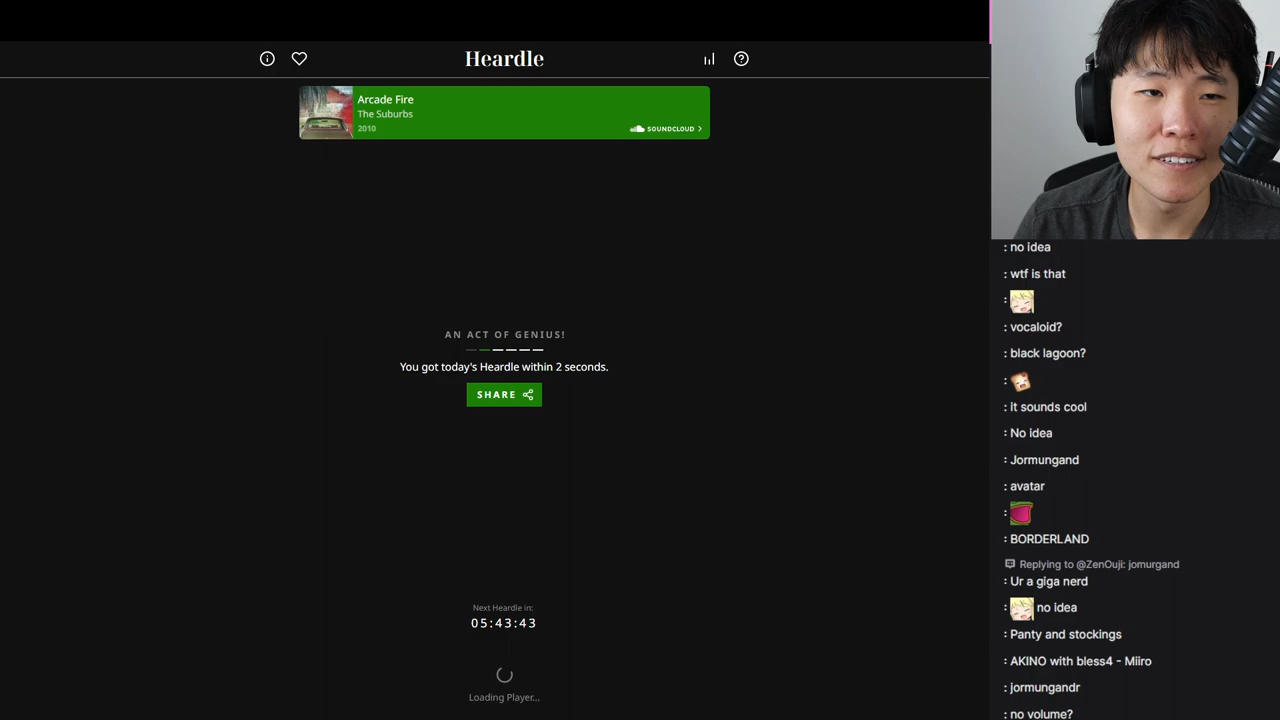 Heardle
Arcade Fire
The Suburbs
2010
SOUNDCLOUD
AN ACT OF GENIUS!
You got today's Heardle within 2 seconds.
SHARE
Next Heardle in:
05:43:43
Loading Player...
: no idea
: wtf is that
:
: vocaloid?
: black lagoon?
:
: it sounds cool
: No idea
: Jormungand
: avatar
:
: BORDERLAND
Replying to @ZenOuji: jomurgand
: Ur a giga nerd
: no idea
: Panty and stockings
: AKINO with bless4 - Miiro
: jormungandr
: no volume?